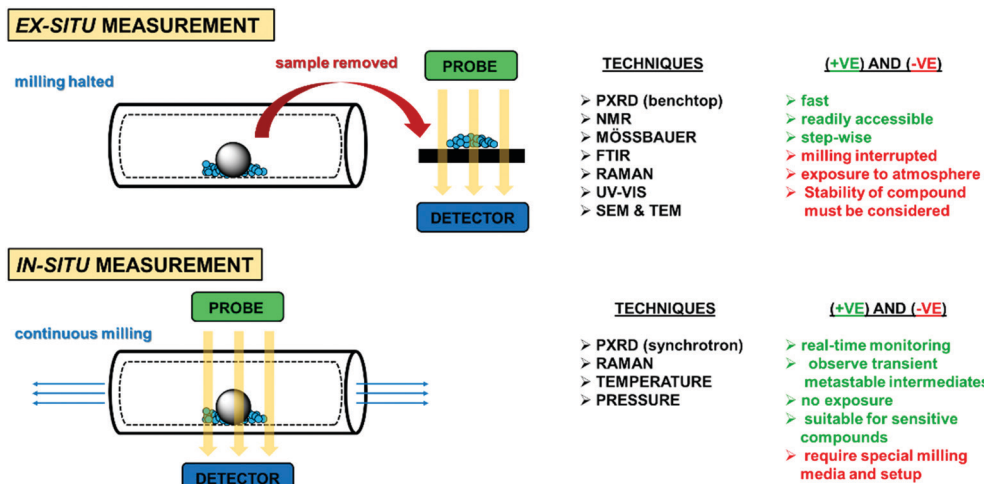 EX-SITU MEASUREMENT
milling halted
sample removed
PROBE
DETECTOR
TECHNIQUES
➢ PXRD (benchtop)
➢ NMR
➢ MÖSSBAUER
➢ FTIR
➢ RAMAN
➢ UV-VIS
➢ SEM & TEM
(+VE) AND (-VE)
➢ fast
➢ readily accessible
➢ step-wise
➢ milling interrupted
➢ exposure to atmosphere
➢ Stability of compound
must be considered
IN-SITU MEASUREMENT
continuous milling
PROBE
DETECTOR
TECHNIQUES
➢ PXRD (synchrotron)
➢ RAMAN
➢ TEMPERATURE
➢ PRESSURE
(+VE) AND (-VE)
➢ real-time monitoring
➢ observe transient
metastable intermediates
➢ no exposure
➢ suitable for sensitive
compounds
➢ require special milling
media and setup